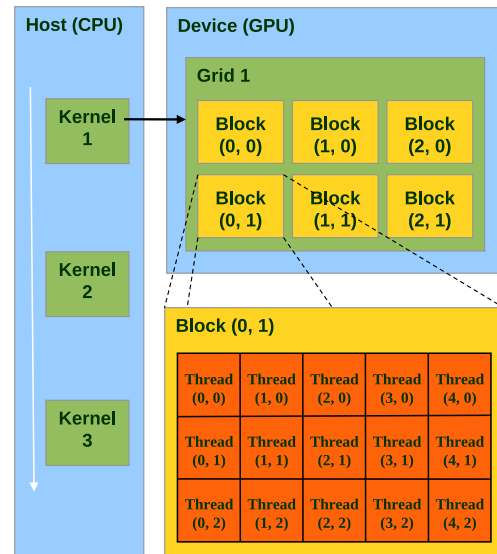 Host (CPU)
Device (GPU)
Grid 1
Kernel
1
Block
(0, 0)
Block
(1, 0)
Block
(2, 0)
Block
(0, 1)
Block
(1, 1)
Block
(2, 1)
Kernel
2
Kernel
3
Block (0, 1)
Thread
(0, 0)
Thread
(1, 0)
Thread
(2, 0)
Thread
(3, 0)
Thread
(4, 0)
Thread
(0, 1)
Thread
(1, 1)
Thread
(2, 1)
Thread
(3, 1)
Thread
(4, 1)
Thread
(0, 2)
Thread
(1, 2)
Thread
(2, 2)
Thread
(3, 2)
Thread
(4, 2)